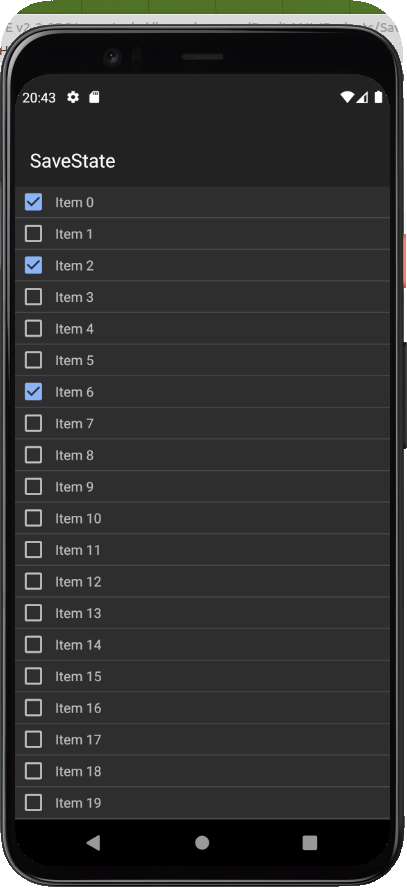 20:43
SaveState
Item 0
Item 1
Item 2
Item 3
Item 4
Item 5
Item 6
Item 7
Item 8
Item 9
Item 10
Item 11
Item 12
Item 13
Item 14
Item 15
Item 16
Item 17
Item 18
Item 19